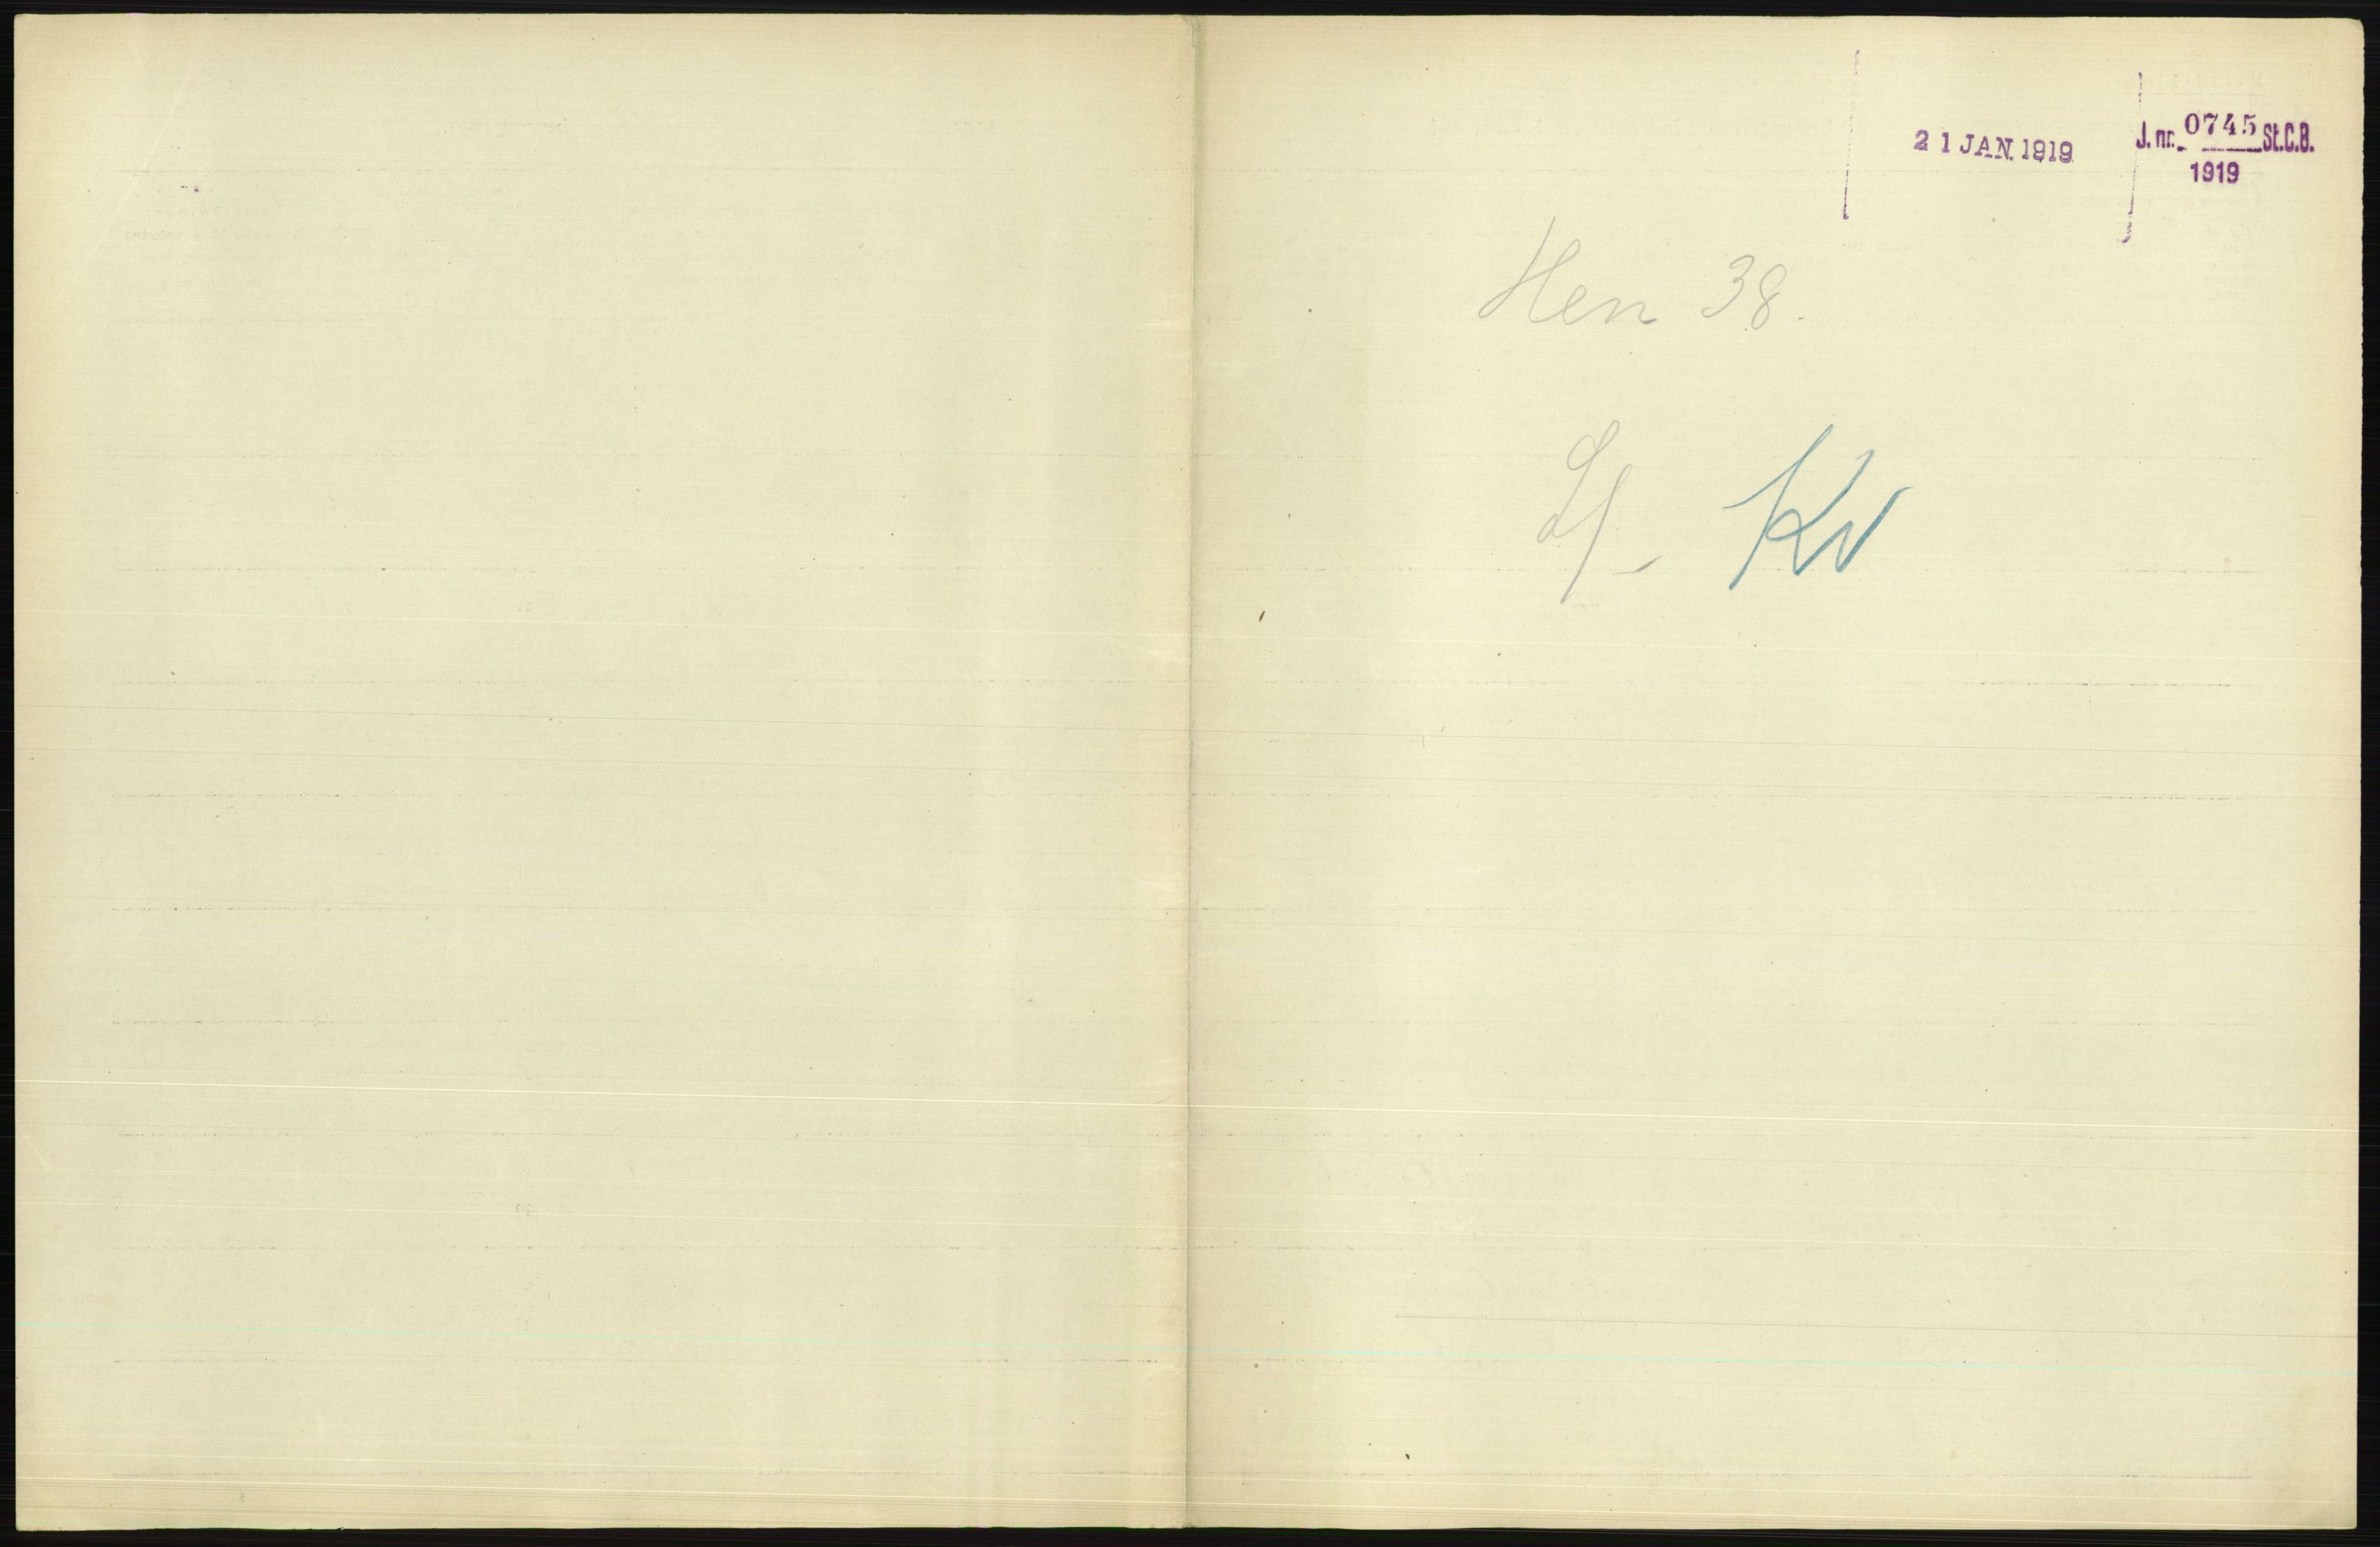 21 JAN. 1919
J. nr. 0745 St.C.B.
1919
Hen 38.
Kv